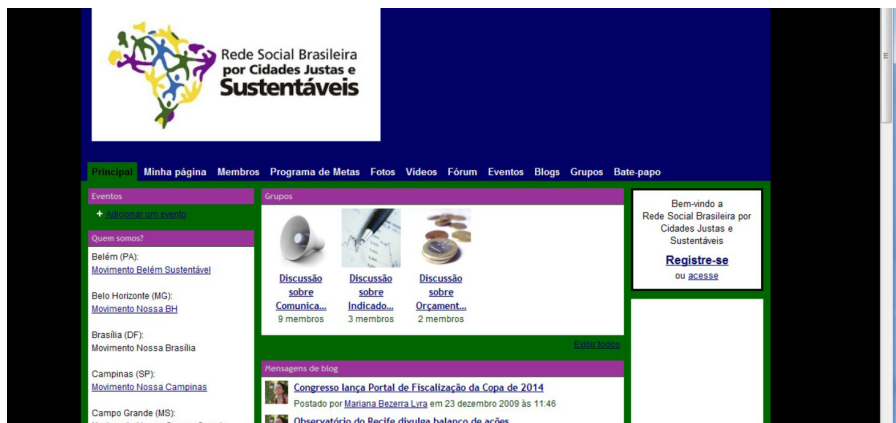 Rede Social Brasileira
por Cidades Justas e
Sustentáveis
Principal Minha página Membros Programa de Metas Fotos Vídeos Fórum Eventos Blogs Grupos Bate-papo
Eventos
+ Adicionar um evento
Quem somos?
Belém (PA):
Movimento Belém Sustentável
Belo Horizonte (MG):
Movimento Nossa BH
Brasília (DF):
Movimento Nossa Brasília
Campinas (SP):
Movimento Nossa Campinas
Campo Grande (MS):
Grupos
Discussão
sobre
Comunica...
9 membros
Discussão
sobre
Indicado...
3 membros
Discussão
sobre
Orçament...
2 membros
Exibir todos
Mensagens de blog
Congresso lança Portal de Fiscalização da Copa de 2014
Postado por Mariana Bezerra Lyra em 23 dezembro 2009 às 11:46
Observatório do Recife divulga balanço de ações
Bem-vindo a
Rede Social Brasileira por
Cidades Justas e
Sustentáveis
Registre-se
ou acesse